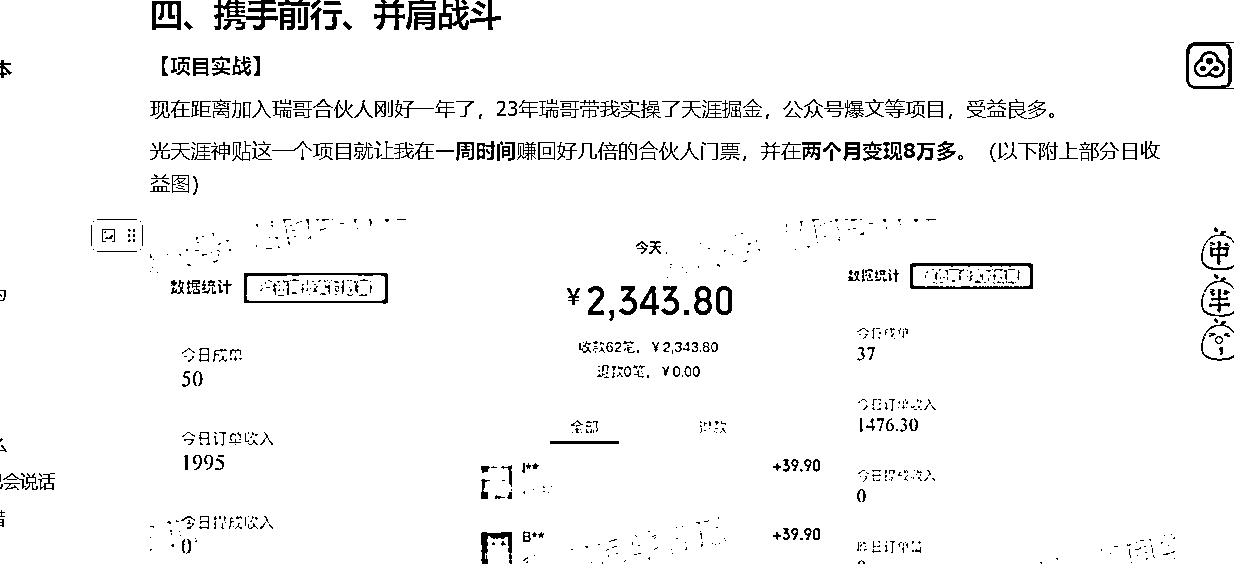 四、携手前行、并肩战斗
本
【项目实战】
现在距离加入瑞哥合伙人刚好一年了，23年瑞哥带我实操了天涯掘金，公众号爆文等项目，受益良多。
光天涯神贴这一个项目就让我在一周时间赚回好几倍的合伙人门票，并在两个月变现8万多。（以下附上部分日收
益图）
今天
数据统计
数据统计
¥2,343.80
今日成单
50
收款62笔，¥2,343.80
退款0笔，¥0.00
今日成单
37
今日订单收入
1995
全部
退款
今日订单收入
1476.30
J**
+39.90
今日提成收入
0
会说话
今日提成收入
0
B**
+39.90
昨日订单